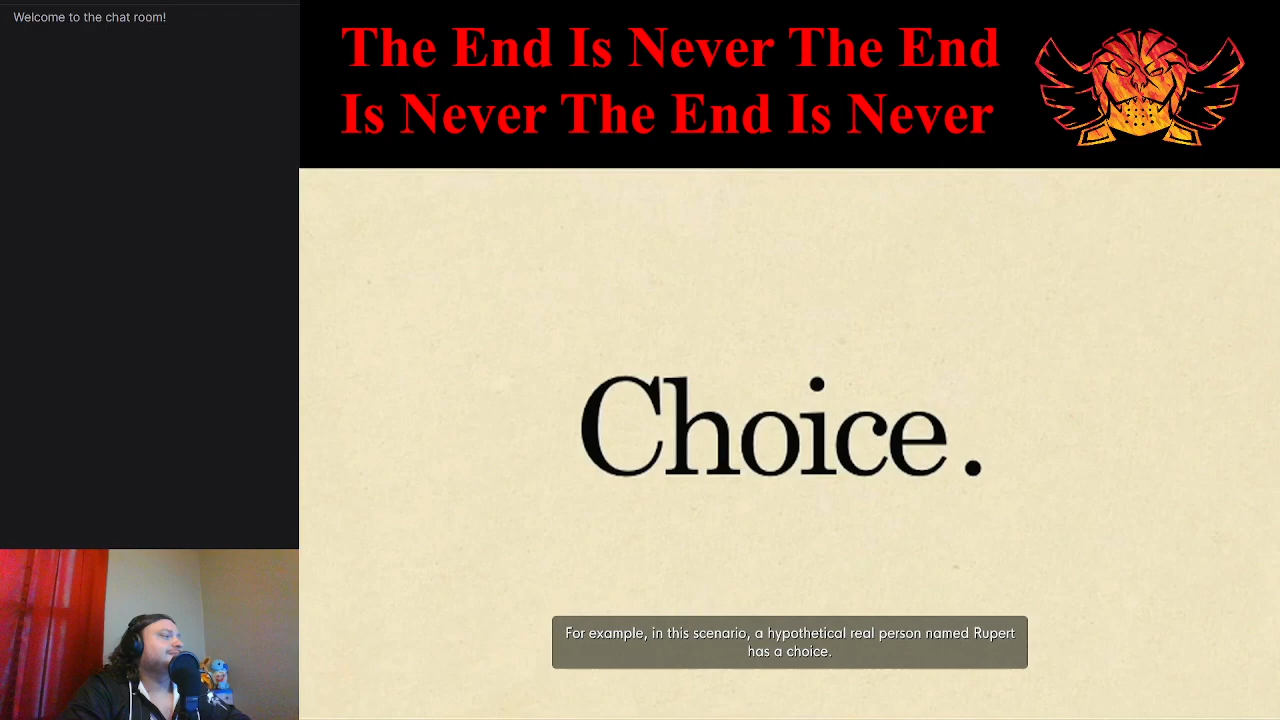 Welcome to the chat room!
The End Is Never The End
Is Never The End Is Never
Choice.
For example, in this scenario, a hypothetical real person named Rupert
has a choice.